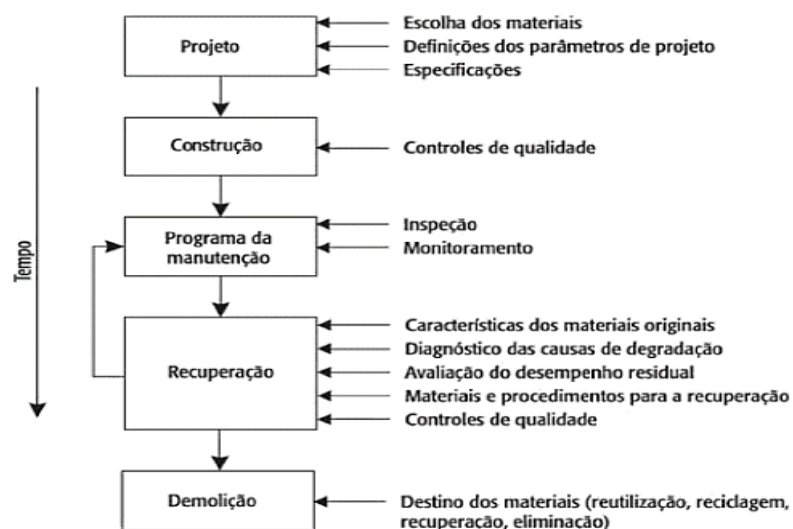 Escolha dos materiais
Projeto
Definições dos parâmetros de projeto
Especificações
Construção
Controles de qualidade
Programa da
manutenção
Inspeção
Monitoramento
Tempo
Recuperação
Características dos materiais originais
Diagnóstico das causas de degradação
Avaliação do desempenho residual
Materiais e procedimentos para a recuperação
Controles de qualidade
Demolição
Destino dos materiais (reutilização, reciclagem,
recuperação, eliminação)